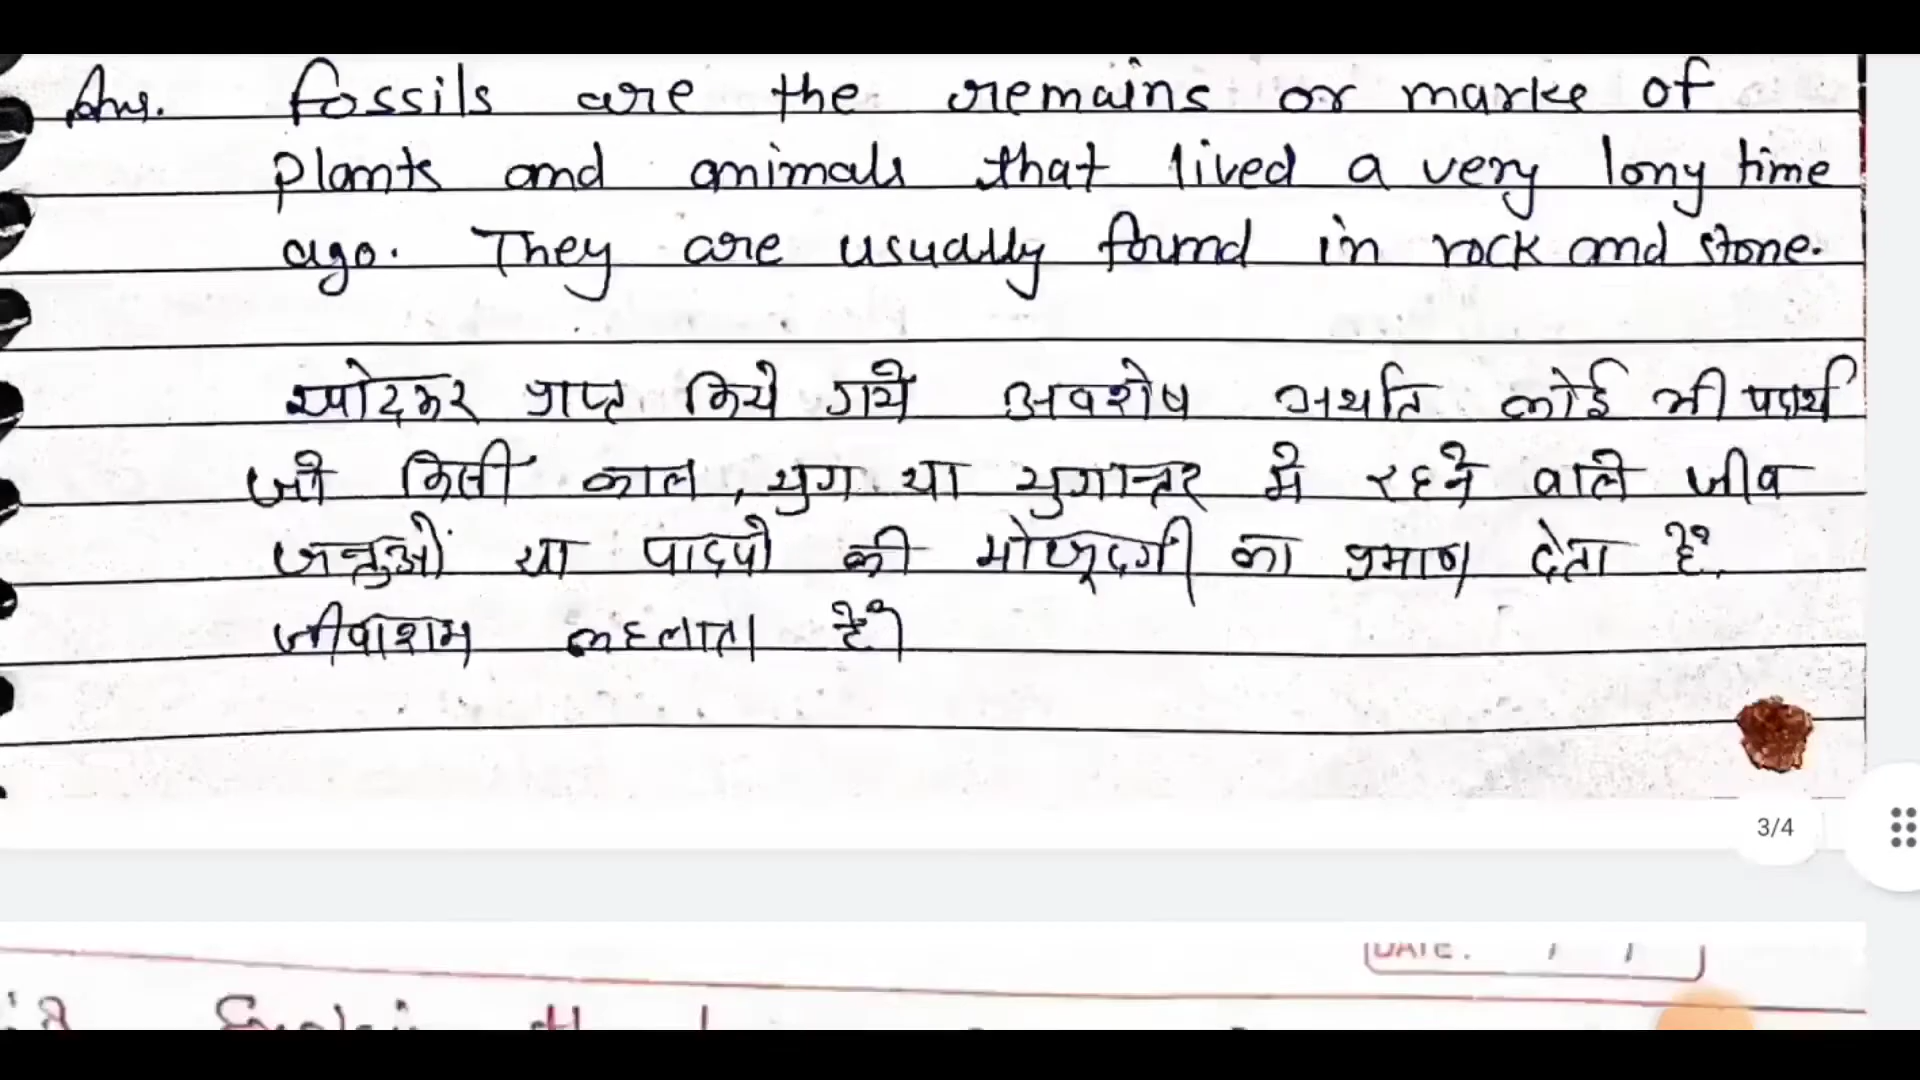 Ans. fossils are the remains or marke of
plants and animals that lived a very long time
ago. They are usually found in rock and stone.
खोदकर प्राप्त किये गये अवशेष अर्थात कोई भी पदार्थ
जो किसी काल, युग या युगान्तर मे रहने वाले जीव
जन्तुओं या पादपो की मोजूदगी का प्रमाण देता है,
जीवाशम कहलाता है।
3/4
DATE. / /